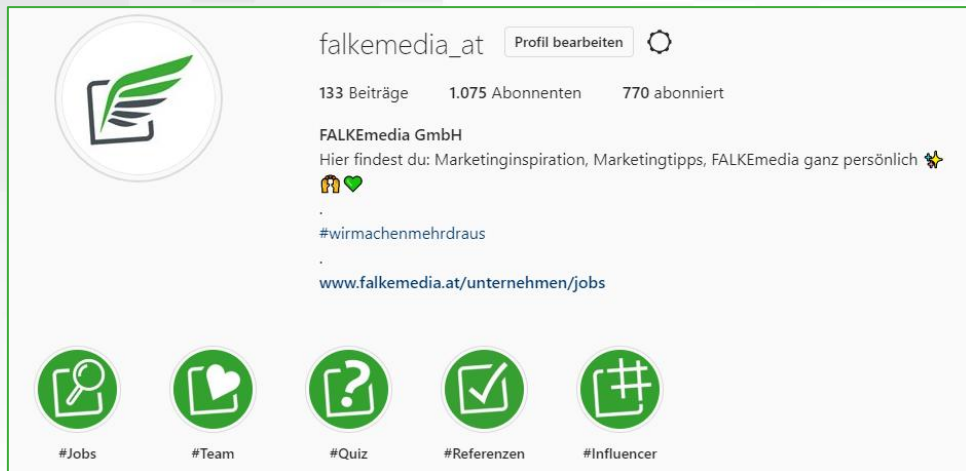 falkemedia_at Profil bearbeiten
133 Beiträge 1.075 Abonnenten 770 abonniert
FALKEmedia GmbH
Hier findest du: Marketinginspiration, Marketingtipps, FALKEmedia ganz persönlich ✨
🙌💚
.
#wirmachenmehrdraus
.
www.falkemedia.at/unternehmen/jobs
#Jobs #Team #Quiz #Referenzen #Influencer